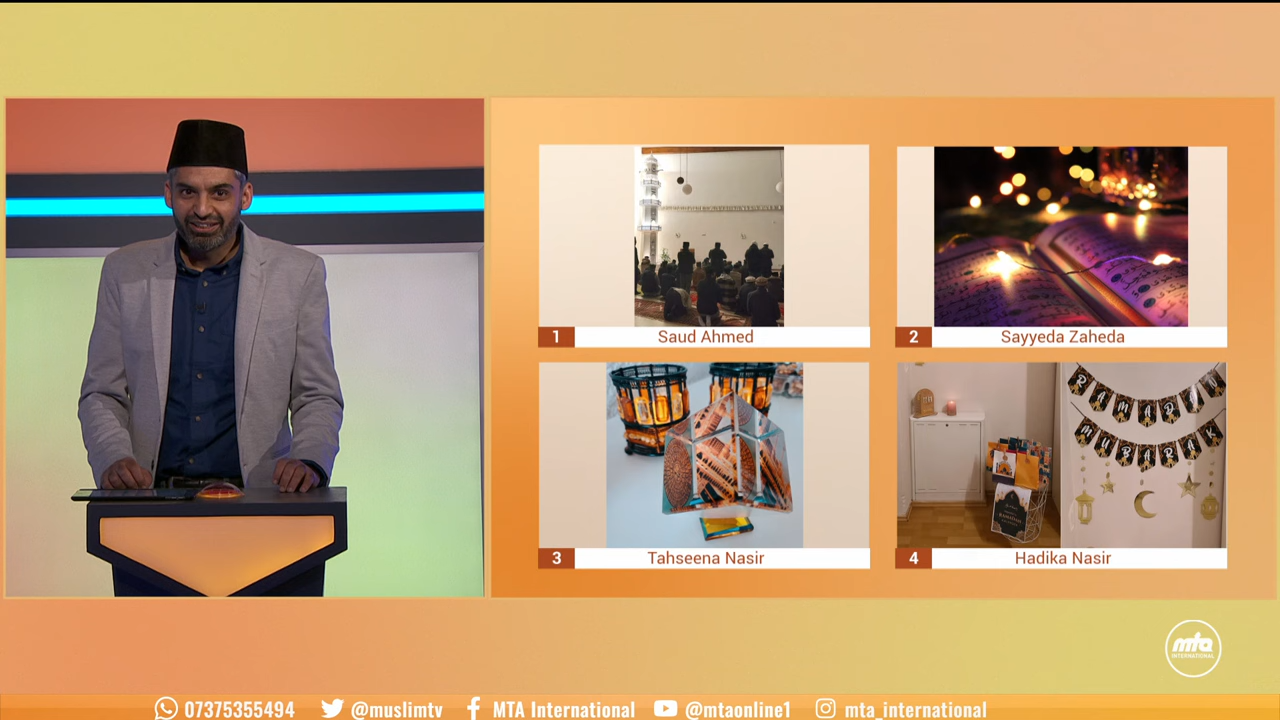 1 Saud Ahmed
2 Sayyeda Zaheda
RAMADAN
MUBARAK
3 Tahseena Nasir
4 Hadika Nasir
mta
INTERNATIONAL
07375355494 @muslimtv MTA International @mtaonline1 mta_international